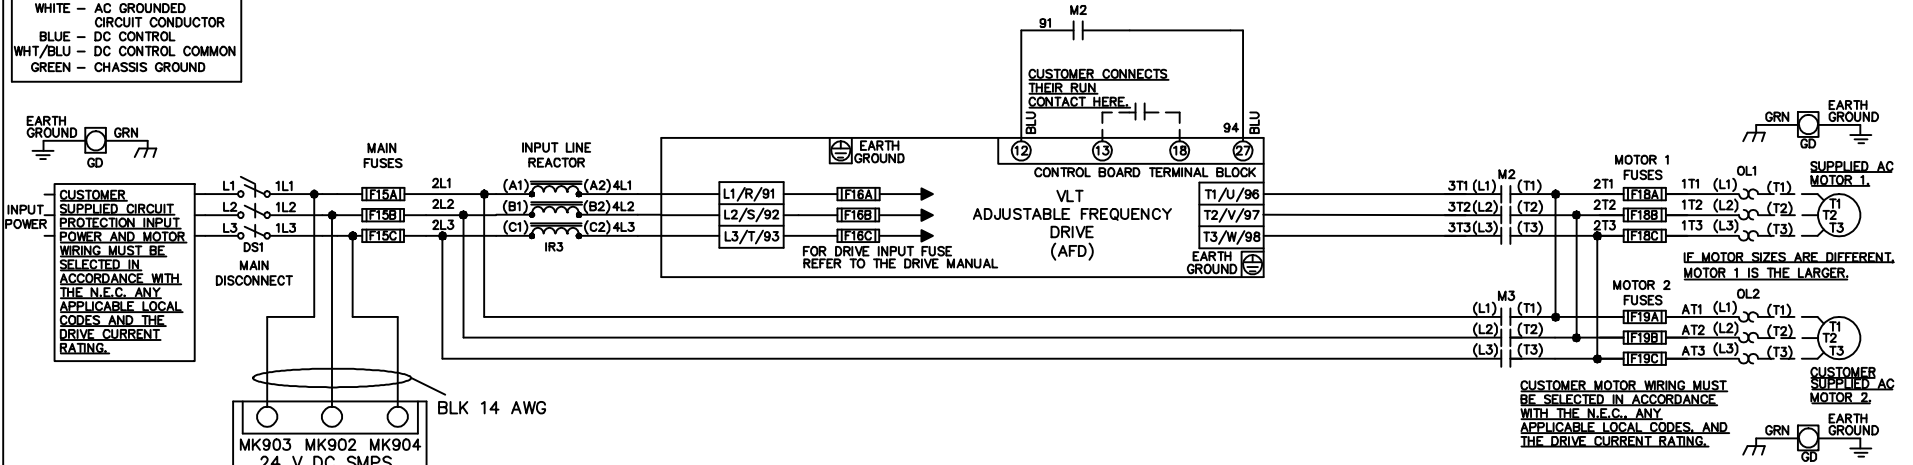 WHITE – AC GROUNDED
CIRCUIT CONDUCTOR
BLUE – DC CONTROL
WHT/BLU – DC CONTROL COMMON
GREEN – CHASSIS GROUND
EARTH
GROUND
GRN
GD
INPUT
POWER
CUSTOMER
SUPPLIED CIRCUIT
PROTECTION INPUT
POWER AND MOTOR
WIRING MUST BE
SELECTED IN
ACCORDANCE WITH
THE N.E.C. ANY
APPLICABLE LOCAL
CODES AND THE
DRIVE CURRENT
RATING.
L1 1L1
L2 1L2
L3 1L3
DS1
MAIN
DISCONNECT
MAIN
FUSES
F15A
F15B
F15C
2L1
2L2
2L3
INPUT LINE
REACTOR
(A1) (A2) 4L1
(B1) (B2) 4L2
(C1) (C2) 4L3
IR3
BLK 14 AWG
MK903 MK902 MK904
24 V DC SMPS
L1/R/91
L2/S/92
L3/T/93
F16A
F16B
F16C
FOR DRIVE INPUT FUSE
REFER TO THE DRIVE MANUAL
EARTH
GROUND
91
M2
CUSTOMER CONNECTS
THEIR RUN
CONTACT HERE.
BLU
94
BLU
12 13 18 27
CONTROL BOARD TERMINAL BLOCK
VLT
ADJUSTABLE FREQUENCY
DRIVE
(AFD)
T1/U/96
T2/V/97
T3/W/98
EARTH
GROUND
M2
3T1 (L1) (T1)
3T2(L2) (T2)
3T3(L3) (T3)
2T1
2T2
2T3
MOTOR 1
FUSES
F18A
F18B
F18C
1T1 (L1)
1T2 (L2)
1T3 (L3)
OL1
(T1)
(T2)
(T3)
T1
T2
T3
GRN
EARTH
GROUND
GD
SUPPLIED AC
MOTOR 1.
IF MOTOR SIZES ARE DIFFERENT,
MOTOR 1 IS THE LARGER.
M3
(L1) (T1)
(L2) (T2)
(L3) (T3)
MOTOR 2
FUSES
F19A
F19B
F19C
AT1 (L1)
AT2 (L2)
AT3 (L3)
OL2
(T1)
(T2)
(T3)
T1
T2
T3
CUSTOMER
SUPPLIED AC
MOTOR 2.
CUSTOMER MOTOR WIRING MUST
BE SELECTED IN ACCORDANCE
WITH THE N.E.C., ANY
APPLICABLE LOCAL CODES, AND
THE DRIVE CURRENT RATING.
GRN
EARTH
GROUND
GD